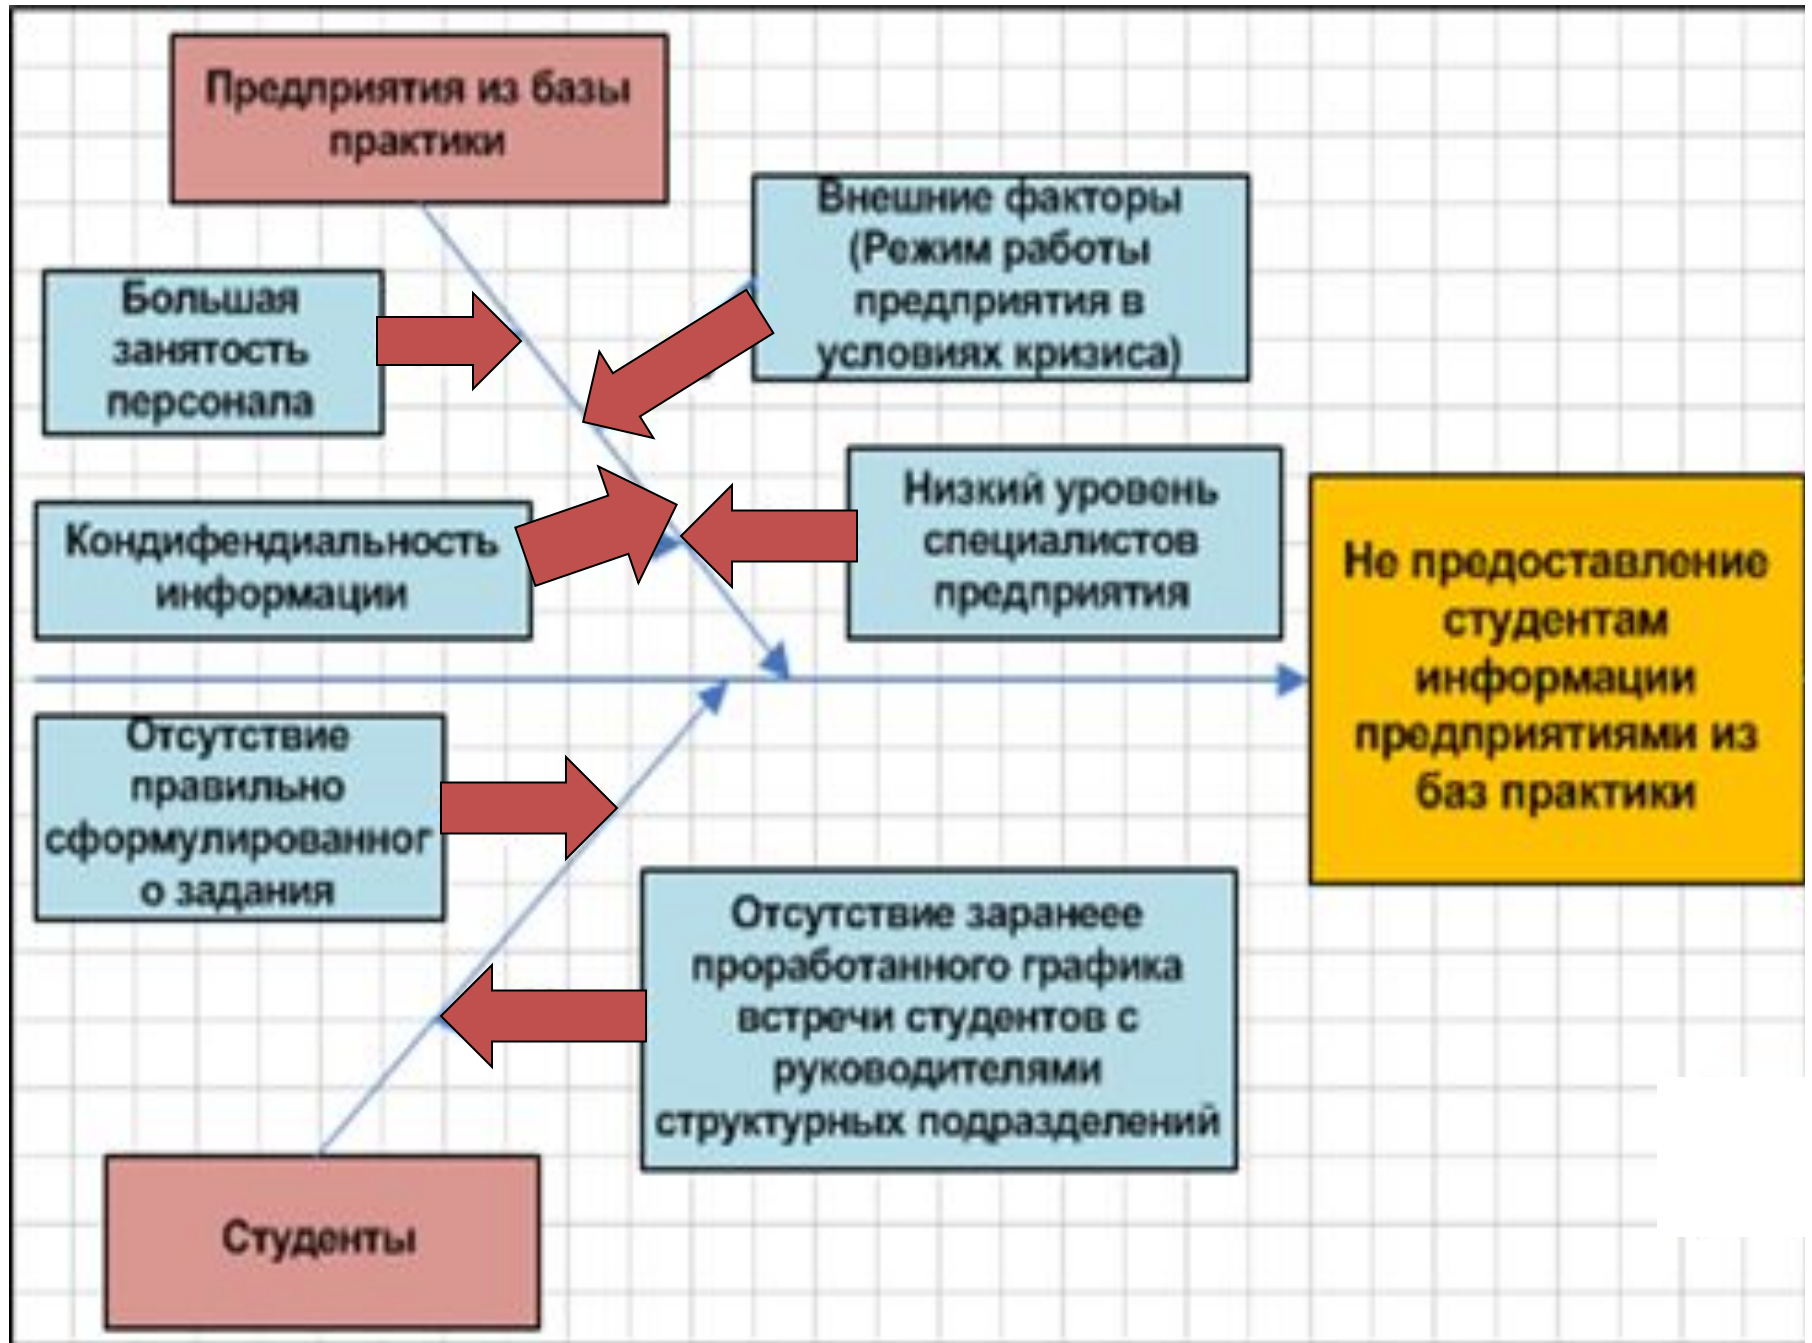 Предприятия из базы
практики
Внешние факторы
(Режим работы
предприятия в
условиях кризиса)
Большая
занятость
персонала
Низкий уровень
специалистов
предприятия
Кондифендиальность
информации
Не предоставление
студентам
информации
предприятиями из
баз практики
Отсутствие
правильно
сформулированног
о задания
Отсутствие заранеее
проработанного графика
встречи студентов с
руководителями
структурных подразделений
Студенты